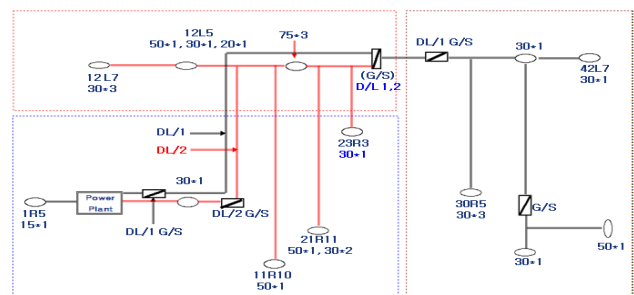 12L5
50*1, 30*1, 20*1
75*3
12L7
30*3
(G/S)
D/L 1,2
DL/1 G/S
30*1
42L7
30*1
DL/1
DL/2
23R3
30*1
30*1
Power
Plant
1R5
15*1
DL/1 G/S
DL/2 G/S
21R11
50*1, 30*2
11R10
50*1
30R5
30*3
G/S
30*1
50*1